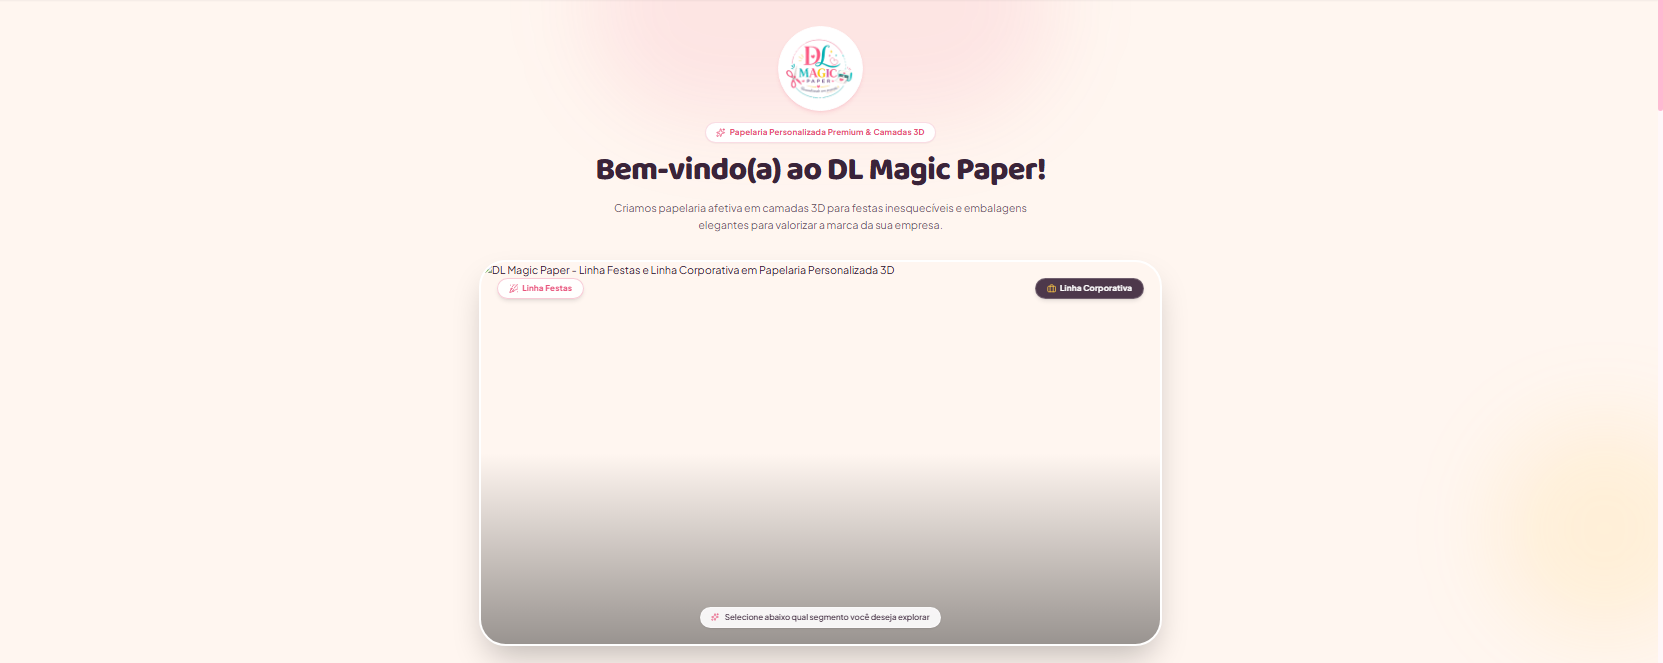 DL
MAGIC
PAPER
Papelaria Personalizada Premium & Camadas 3D
Bem-vindo(a) ao DL Magic Paper!
Criamos papelaria afetiva em camadas 3D para festas inesquecíveis e embalagens
elegantes para valorizar a marca da sua empresa.
DL Magic Paper - Linha Festas e Linha Corporativa em Papelaria Personalizada 3D
Linha Festas
Linha Corporativa
Selecione abaixo qual segmento você deseja explorar